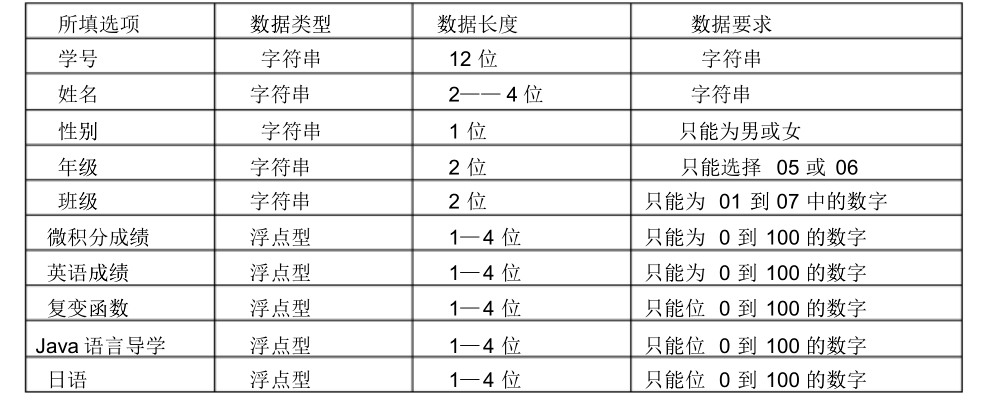 所填选项 数据类型 数据长度 数据要求
学号 字符串 12 位 字符串
姓名 字符串 2—— 4 位 字符串
性别 字符串 1 位 只能为男或女
年级 字符串 2 位 只能选择 05 或 06
班级 字符串 2 位 只能为 01 到 07 中的数字
微积分成绩 浮点型 1—4 位 只能为 0 到 100 的数字
英语成绩 浮点型 1—4 位 只能为 0 到 100 的数字
复变函数 浮点型 1—4 位 只能位 0 到 100 的数字
Java 语言导学 浮点型 1—4 位 只能位 0 到 100 的数字
日语 浮点型 1—4 位 只能位 0 到 100 的数字